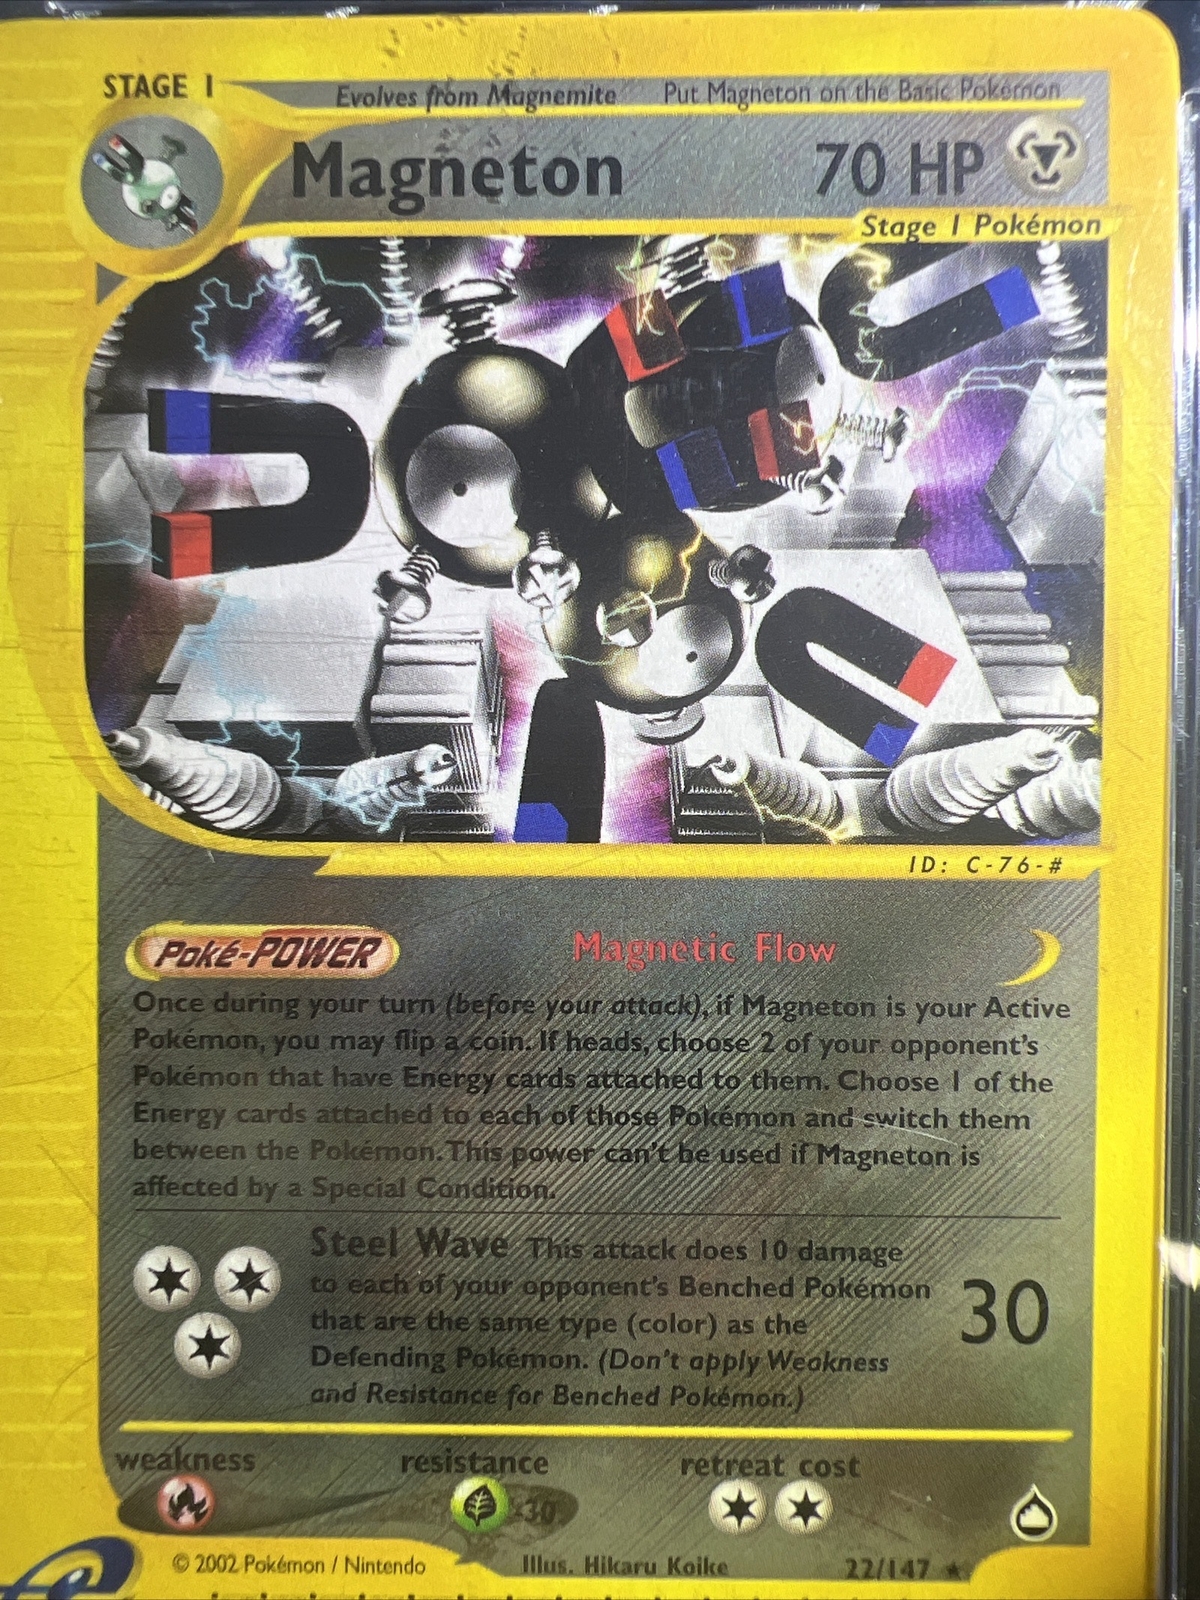 STAGE 1
Evolves from Magnemite
Put Magneton on the Basic Pokémon
Magneton
70 HP
Stage 1 Pokémon
ID: C-76-#
Poké-POWER
Magnetic Flow
Once during your turn (before your attack), if Magneton is your Active
Pokémon, you may flip a coin. If heads, choose 2 of your opponent's
Pokémon that have Energy cards attached to them. Choose 1 of the
Energy cards attached to each of those Pokémon and switch them
between the Pokémon. This power can't be used if Magneton is
affected by a Special Condition.
Steel Wave This attack does 10 damage
to each of your opponent's Benched Pokémon
that are the same type (color) as the
Defending Pokémon. (Don't apply Weakness
and Resistance for Benched Pokémon.)
30
weakness
resistance
retreat cost
-30
© 2002 Pokémon / Nintendo
Illus. Hikaru Koike
22/147 ★